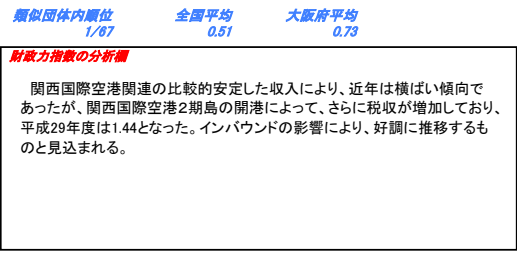 類似団体内順位 全国平均 大阪府平均
1/67 0.51 0.73
財政力指数の分析欄
関西国際空港関連の比較的安定した収入により、近年は横ばい傾向で
あったが、関西国際空港2期島の開港によって、さらに税収が増加しており、
平成29年度は1.44となった。インバウンドの影響により、好調に推移するも
のと見込まれる。